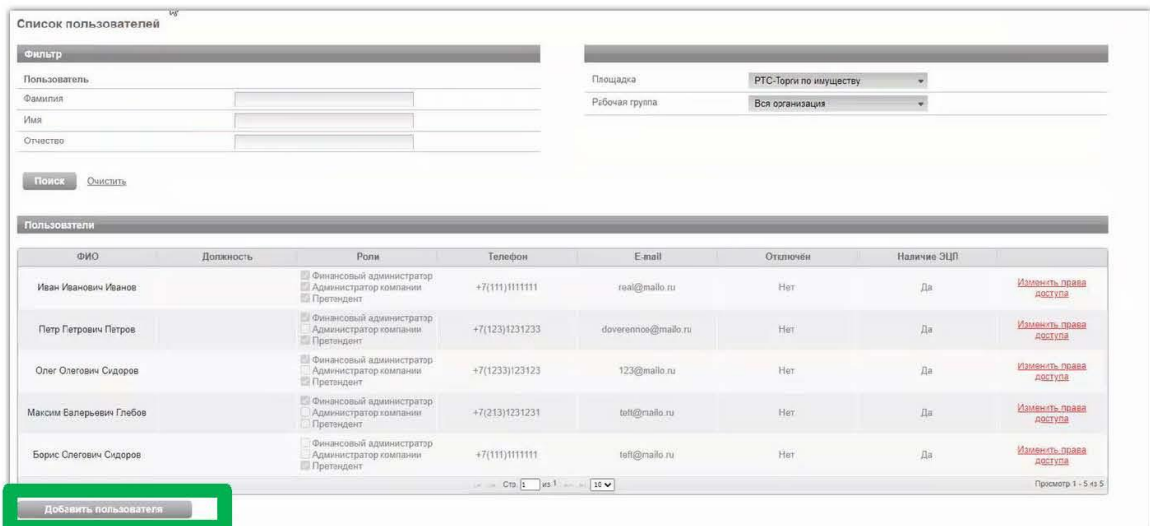 Список пользователей
Фильтр
Пользователь
Фамилия
Имя
Отчество
Площадка РТС-Торги по имуществу
Рабочая группа Вся организация
Поиск Очистить
Пользователи
ФИО Должность Роли Телефон E-mail Отключён Наличие ЭЦП
Финансовый администратор
Иван Иванович Иванов Администратор компании +7(111)1111111 real@mailo.ru Нет Да Изменить права доступа
Претендент
Финансовый администратор
Петр Петрович Петров Администратор компании +7(123)1231233 doverennoe@mailo.ru Нет Да Изменить права доступа
Претендент
Финансовый администратор
Олег Олегович Сидоров Администратор компании +7(1233)123123 123@mailo.ru Нет Да Изменить права доступа
Претендент
Финансовый администратор
Максим Валерьевич Глебов Администратор компании +7(213)1231231 teft@mailo.ru Нет Да Изменить права доступа
Претендент
Финансовый администратор
Борис Олегович Сидоров Администратор компании +7(111)1111111 teft@mailo.ru Нет Да Изменить права доступа
Претендент
Стр. 1 из 1 10 Просмотр 1 - 5 из 5
Добавить пользователя